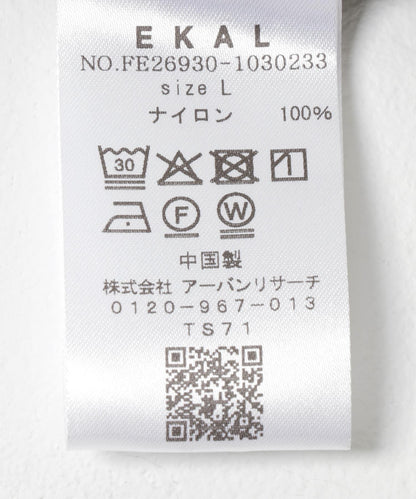 EKAL
NO.FE26930-1030233
size L
ナイロン 100%
30
F W
中国製
株式会社 アーバンリサーチ
0120-967-013
TS71